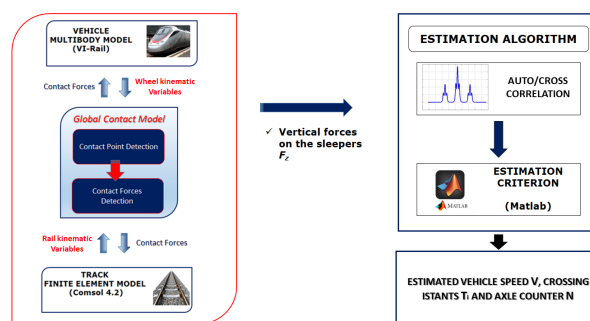 VEHICLE
MULTIBODY MODEL
(VI-Rail)
Contact Forces
Wheel kinematic
Variables
Global Contact Model
Contact Point Detection
Contact Forces
Detection
Rail kinematic
Variables
Contact Forces
TRACK
FINITE ELEMENT MODEL
(Comsol 4.2)
✓ Vertical forces
on the sleepers
Fz
ESTIMATION ALGORITHM
AUTO/CROSS
CORRELATION
ESTIMATION
CRITERION
(Matlab)
MATLAB
ESTIMATED VEHICLE SPEED V, CROSSING
ISTANTS Ti AND AXLE COUNTER N